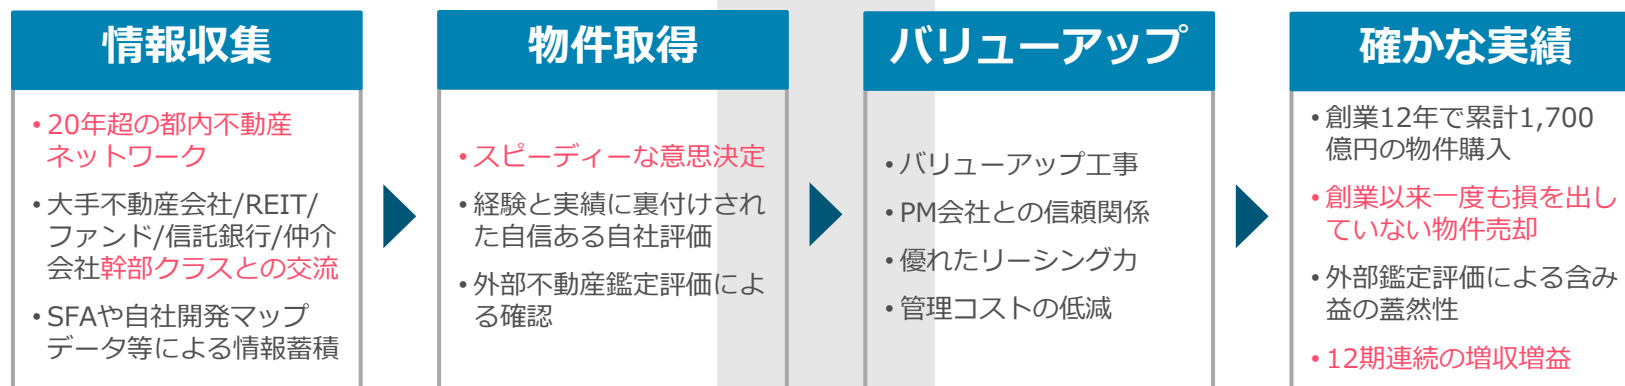 情報収集
• 20年超の都内不動産
ネットワーク
• 大手不動産会社/REIT/
ファンド/信託銀行/仲介
会社幹部クラスとの交流
• SFAや自社開発マップ
データ等による情報蓄積
物件取得
• スピーディーな意思決定
• 経験と実績に裏付けされ
た自信ある自社評価
• 外部不動産鑑定評価によ
る確認
バリューアップ
• バリューアップ工事
• PM会社との信頼関係
• 優れたリーシング力
• 管理コストの低減
確かな実績
• 創業12年で累計1,700
億円の物件購入
• 創業以来一度も損を出し
ていない物件売却
• 外部鑑定評価による含み
益の蓋然性
• 12期連続の増収増益